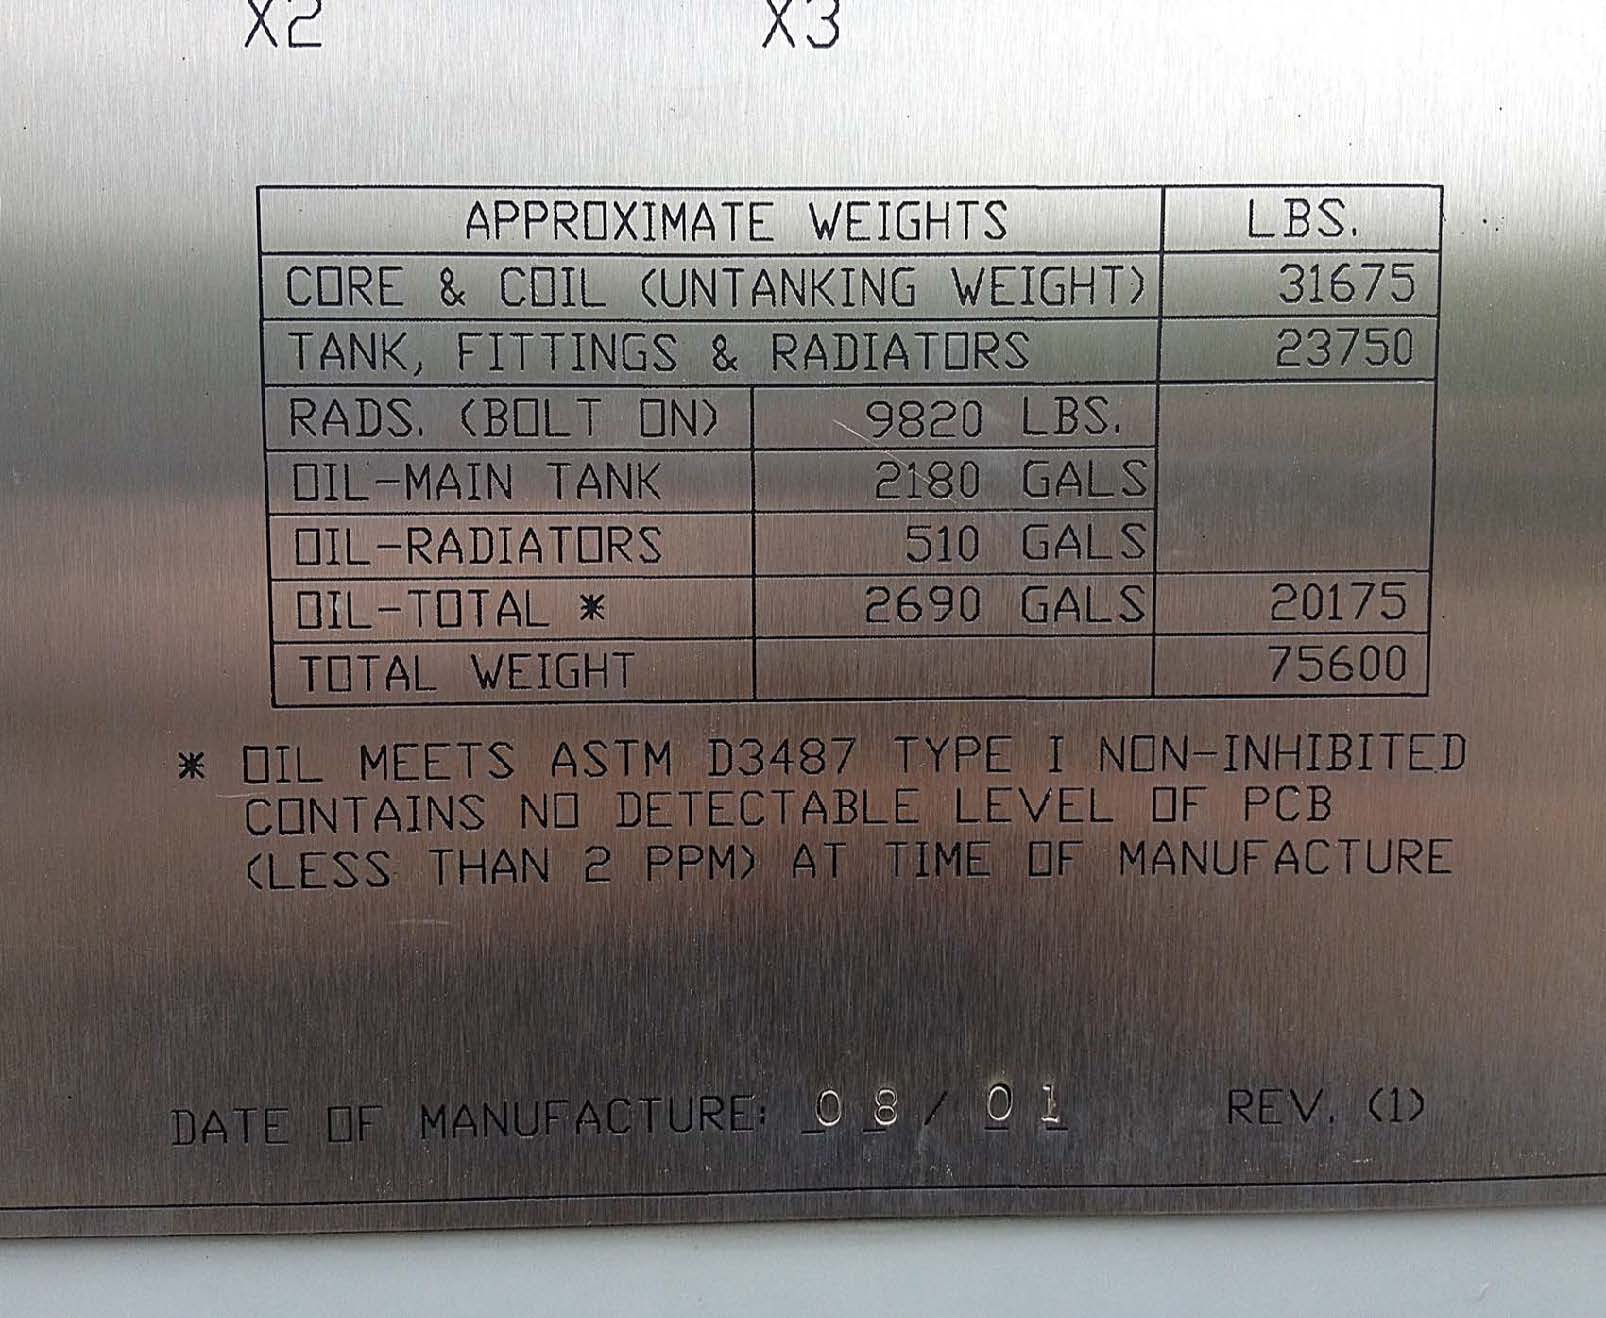 X2 X3
APPROXIMATE WEIGHTS LBS.
CORE & COIL (UNTANKING WEIGHT) 31675
TANK, FITTINGS & RADIATORS 23750
RADS. (BOLT ON) 9820 LBS.
OIL-MAIN TANK 2180 GALS
OIL-RADIATORS 510 GALS
OIL-TOTAL * 2690 GALS 20175
TOTAL WEIGHT 75600
* OIL MEETS ASTM D3487 TYPE I NON-INHIBITED
CONTAINS NO DETECTABLE LEVEL OF PCB
(LESS THAN 2 PPM) AT TIME OF MANUFACTURE
DATE OF MANUFACTURE: 08/01 REV. (1)